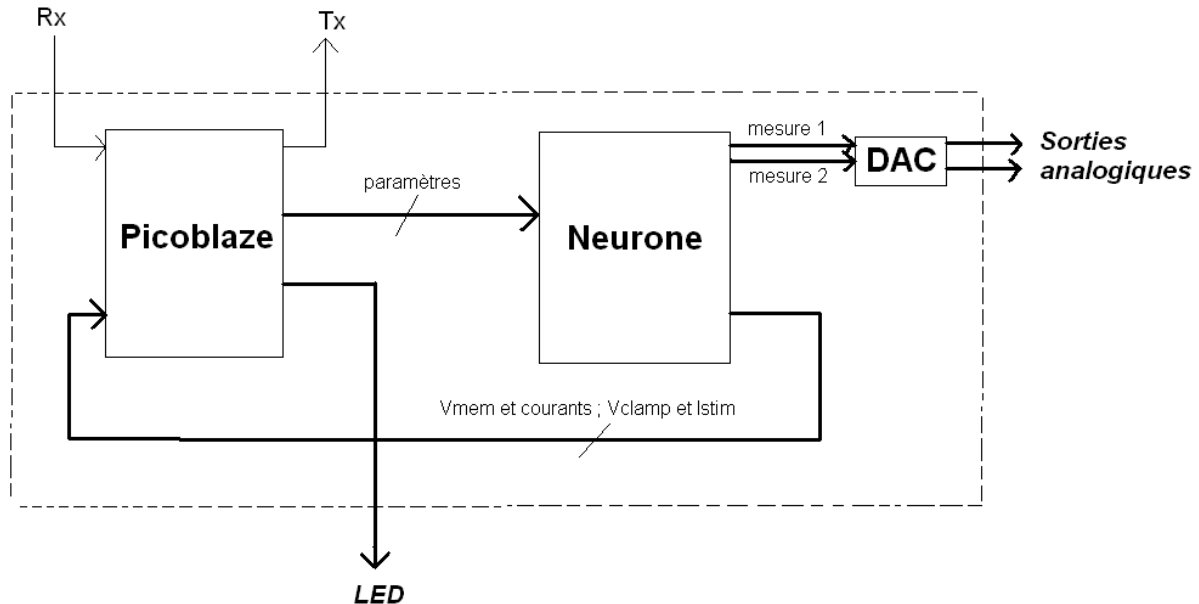 Rx
Tx
mesure 1
DAC
Sorties
analogiques
mesure 2
paramètres
Picoblaze
Neurone
Vmem et courants ; Vclamp et Istim
LED